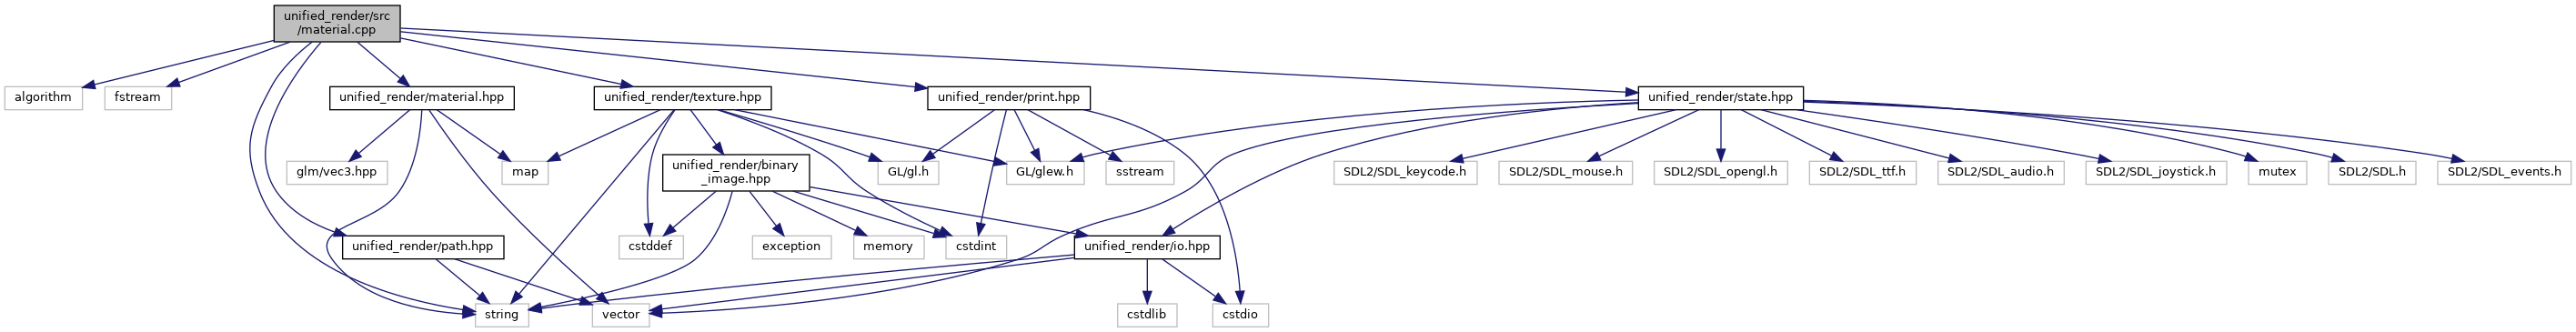 unified_render/src
/material.cpp
algorithm
fstream
unified_render/material.hpp
unified_render/texture.hpp
unified_render/print.hpp
unified_render/state.hpp
glm/vec3.hpp
map
unified_render/binary
_image.hpp
GL/gl.h
GL/glew.h
sstream
SDL2/SDL_keycode.h
SDL2/SDL_mouse.h
SDL2/SDL_opengl.h
SDL2/SDL_ttf.h
SDL2/SDL_audio.h
SDL2/SDL_joystick.h
mutex
SDL2/SDL.h
SDL2/SDL_events.h
unified_render/path.hpp
cstddef
exception
memory
cstdint
unified_render/io.hpp
string
vector
cstdlib
cstdio